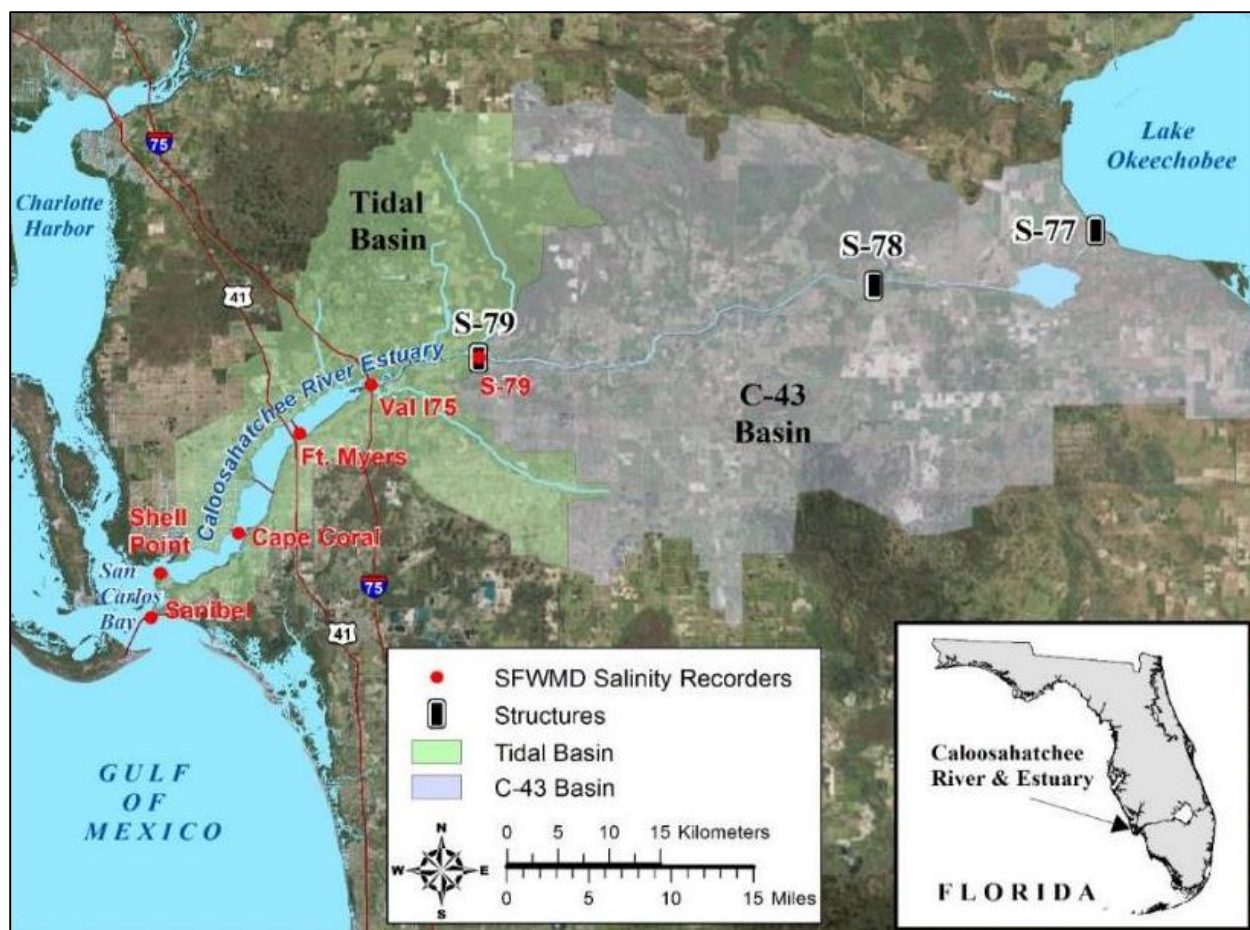 75
Lake
Okeechobee
Charlotte
Harbor
Tidal
Basin
S-77
S-78
41
S-79
S-79
Caloosahatchee River Estuary
Val I75
C-43
Basin
Ft. Myers
Shell
Point
Cape Coral
San
Carlos
Bay
Sanibel
75
41
GULF
OF
MEXICO
SFWMD Salinity Recorders
Structures
Tidal Basin
C-43 Basin
N
W E
S
0 5 10 15 Kilometers
0 5 10 15 Miles
Caloosahatchee
River & Estuary
FLORIDA